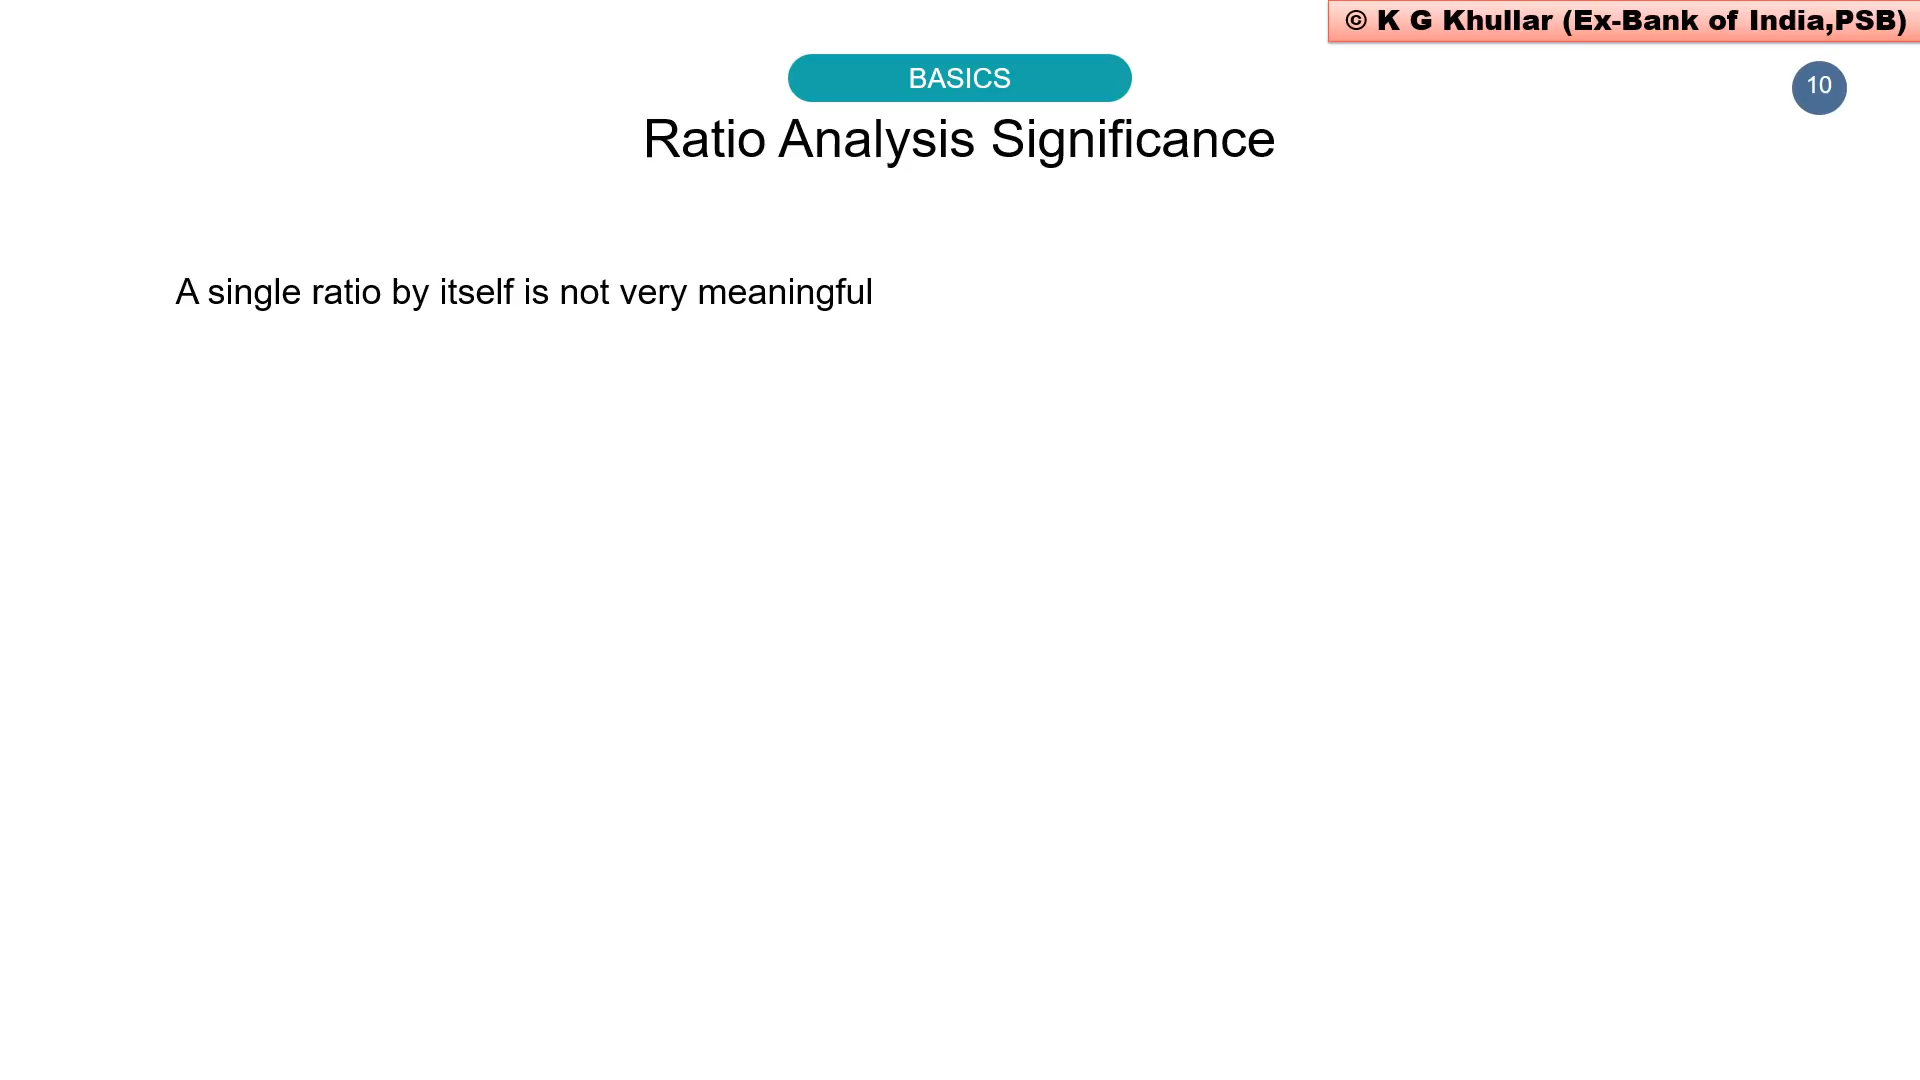 © K G Khullar (Ex-Bank of India,PSB)
BASICS
10
Ratio Analysis Significance
A single ratio by itself is not very meaningful